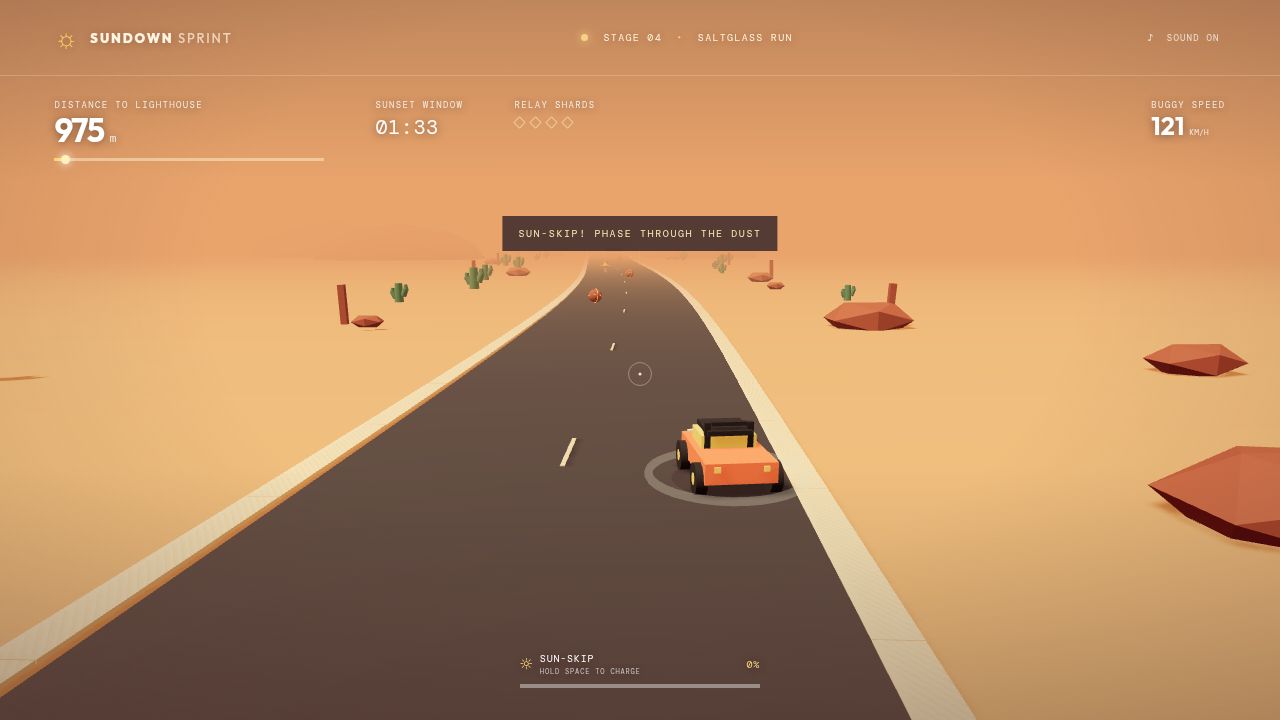 SUNDOWN SPRINT
STAGE 04 • SALTGLASS RUN
♪ SOUND ON
DISTANCE TO LIGHTHOUSE
975 m
SUNSET WINDOW
01:33
RELAY SHARDS
BUGGY SPEED
121 KM/H
SUN-SKIP! PHASE THROUGH THE DUST
SUN-SKIP
HOLD SPACE TO CHARGE
0%